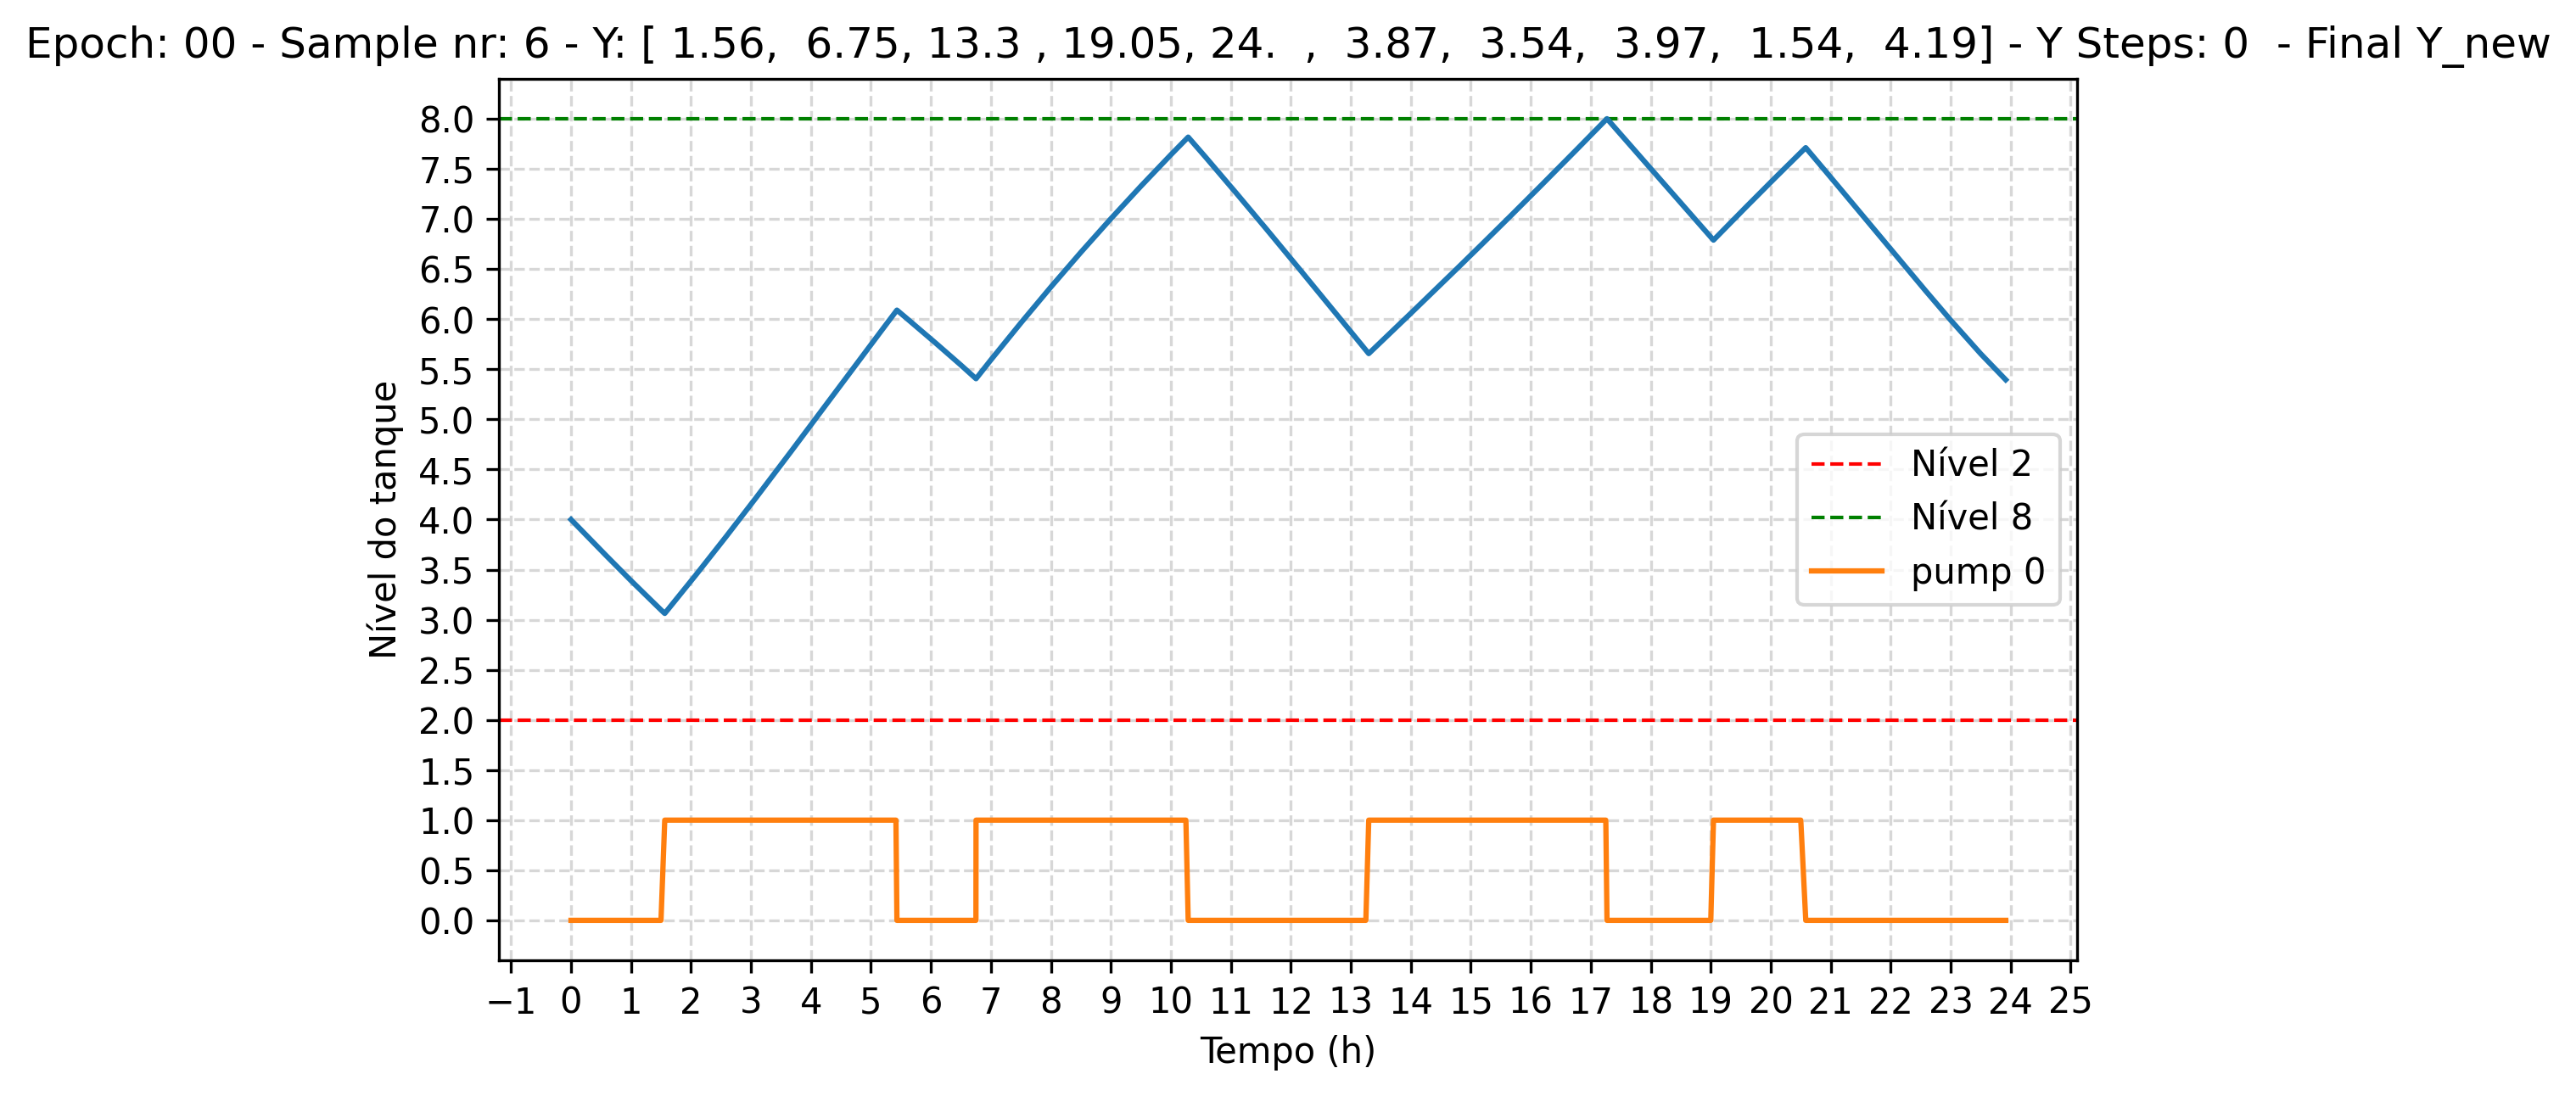 Epoch: 00 - Sample nr: 6 - Y: [ 1.56,  6.75, 13.3 , 19.05, 24.  ,  3.87,  3.54,  3.97,  1.54,  4.19] - Y Steps: 0  - Final Y_new
8.0
7.5
7.0
6.5
6.0
5.5
5.0
4.5
4.0
3.5
3.0
2.5
2.0
1.5
1.0
0.5
0.0
Nível do tanque
Nível 2
Nível 8
pump 0
−1 0 1 2 3 4 5 6 7 8 9 10 11 12 13 14 15 16 17 18 19 20 21 22 23 24 25
Tempo (h)